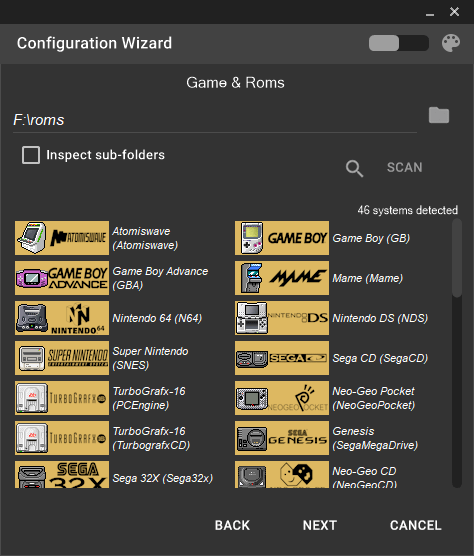 Configuration Wizard
Game & Roms
F:\roms
Inspect sub-folders
SCAN
46 systems detected
ATOMISWAVE
Atomiswave
(Atomiswave)
GAME BOY
Game Boy (GB)
GAME BOY
ADVANCE
Game Boy Advance
(GBA)
MAME
Mame (Mame)
NINTENDO 64
Nintendo 64 (N64)
NINTENDO DS
Nintendo DS (NDS)
SUPER NINTENDO
Super Nintendo
(SNES)
SEGA CD
Sega CD (SegaCD)
TURBOGRAFX
TurboGrafx-16
(PCEngine)
NEOGEO POCKET
Neo-Geo Pocket
(NeoGeoPocket)
TURBOGRAFX
TurboGrafx-16
(TurbografxCD)
SEGA
GENESIS
Genesis
(SegaMegaDrive)
SEGA
32X
Sega 32X (Sega32x)
Neo-Geo CD
(NeoGeoCD)
BACK
NEXT
CANCEL